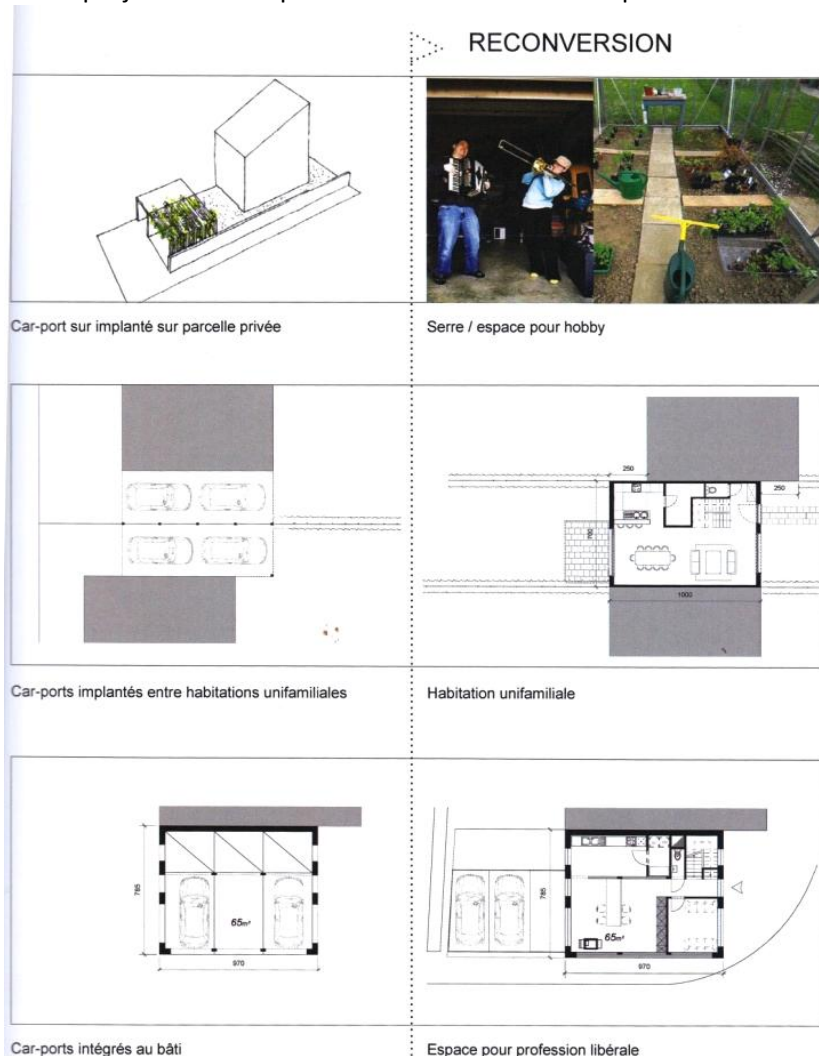 RECONVERSION
Car-port sur implanté sur parcelle privée
Serre / espace pour hobby
250
250
700
1000
Car-ports implantés entre habitations unifamiliales
Habitation unifamiliale
785
65m²
970
785
65m²
970
Car-ports intégrés au bâti
Espace pour profession libérale